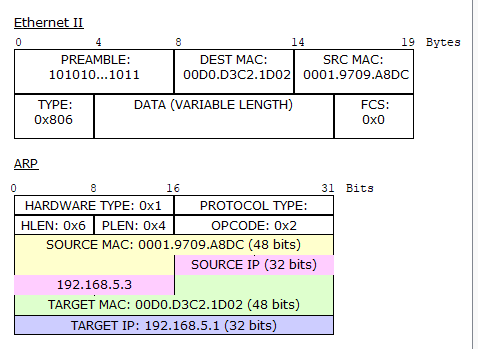 Ethernet II
0 4 8 14 19 Bytes
PREAMBLE: DEST MAC: SRC MAC:
101010...1011 00D0.D3C2.1D02 0001.9709.A8DC
TYPE: DATA (VARIABLE LENGTH) FCS:
0x806 0x0
ARP
0 8 16 31 Bits
HARDWARE TYPE: 0x1 PROTOCOL TYPE:
HLEN: 0x6 PLEN: 0x4 OPCODE: 0x2
SOURCE MAC: 0001.9709.A8DC (48 bits)
SOURCE IP (32 bits)
192.168.5.3
TARGET MAC: 00D0.D3C2.1D02 (48 bits)
TARGET IP: 192.168.5.1 (32 bits)